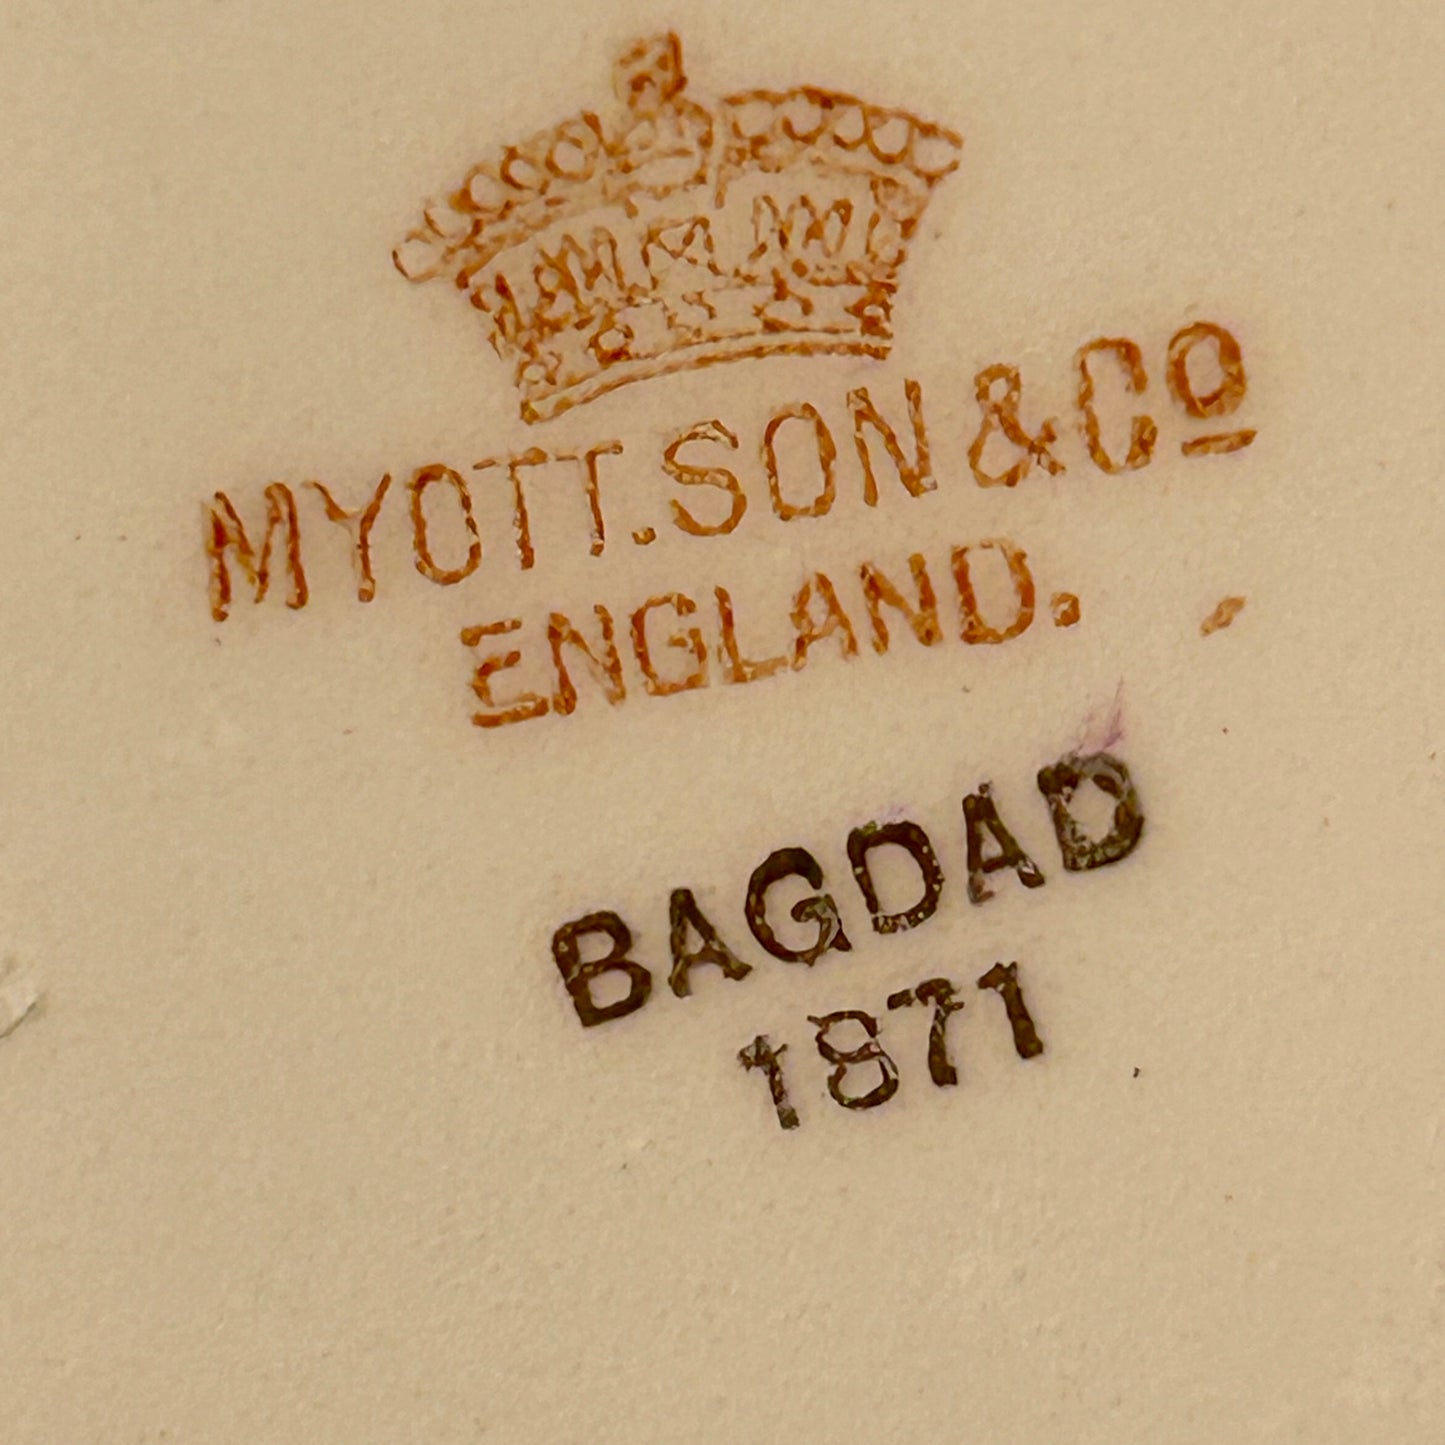 MYOTT. SON & Cº
ENGLAND.
BAGDAD
1871